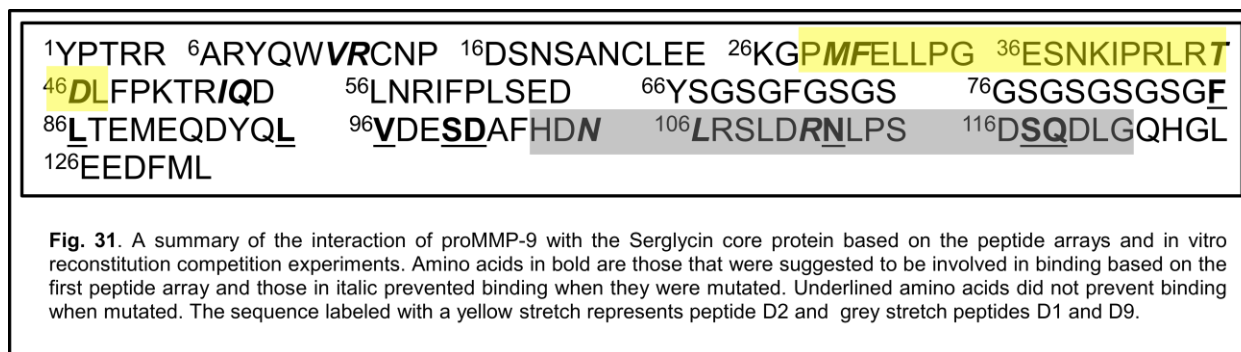 ¹YPTRR ⁶ARYQWVRCNP ¹⁶DSNSANCLEE ²⁶KGPMFELLPG ³⁶ESNKIPRLRT
⁴⁶DLFPKTRIQD ⁵⁶LNRIFPLSED ⁶⁶YSGSGFGSGS ⁷⁶GSGSGSGSGF
⁸⁶LTEMEQDYQL ⁹⁶VDESDAFHDN ¹⁰⁶LRSLDRNLPS ¹¹⁶DSQDLGQHGL
¹²⁶EEDFML
Fig. 31. A summary of the interaction of proMMP-9 with the Serglycin core protein based on the peptide arrays and in vitro
reconstitution competition experiments. Amino acids in bold are those that were suggested to be involved in binding based on the
first peptide array and those in italic prevented binding when they were mutated. Underlined amino acids did not prevent binding
when mutated. The sequence labeled with a yellow stretch represents peptide D2 and grey stretch peptides D1 and D9.